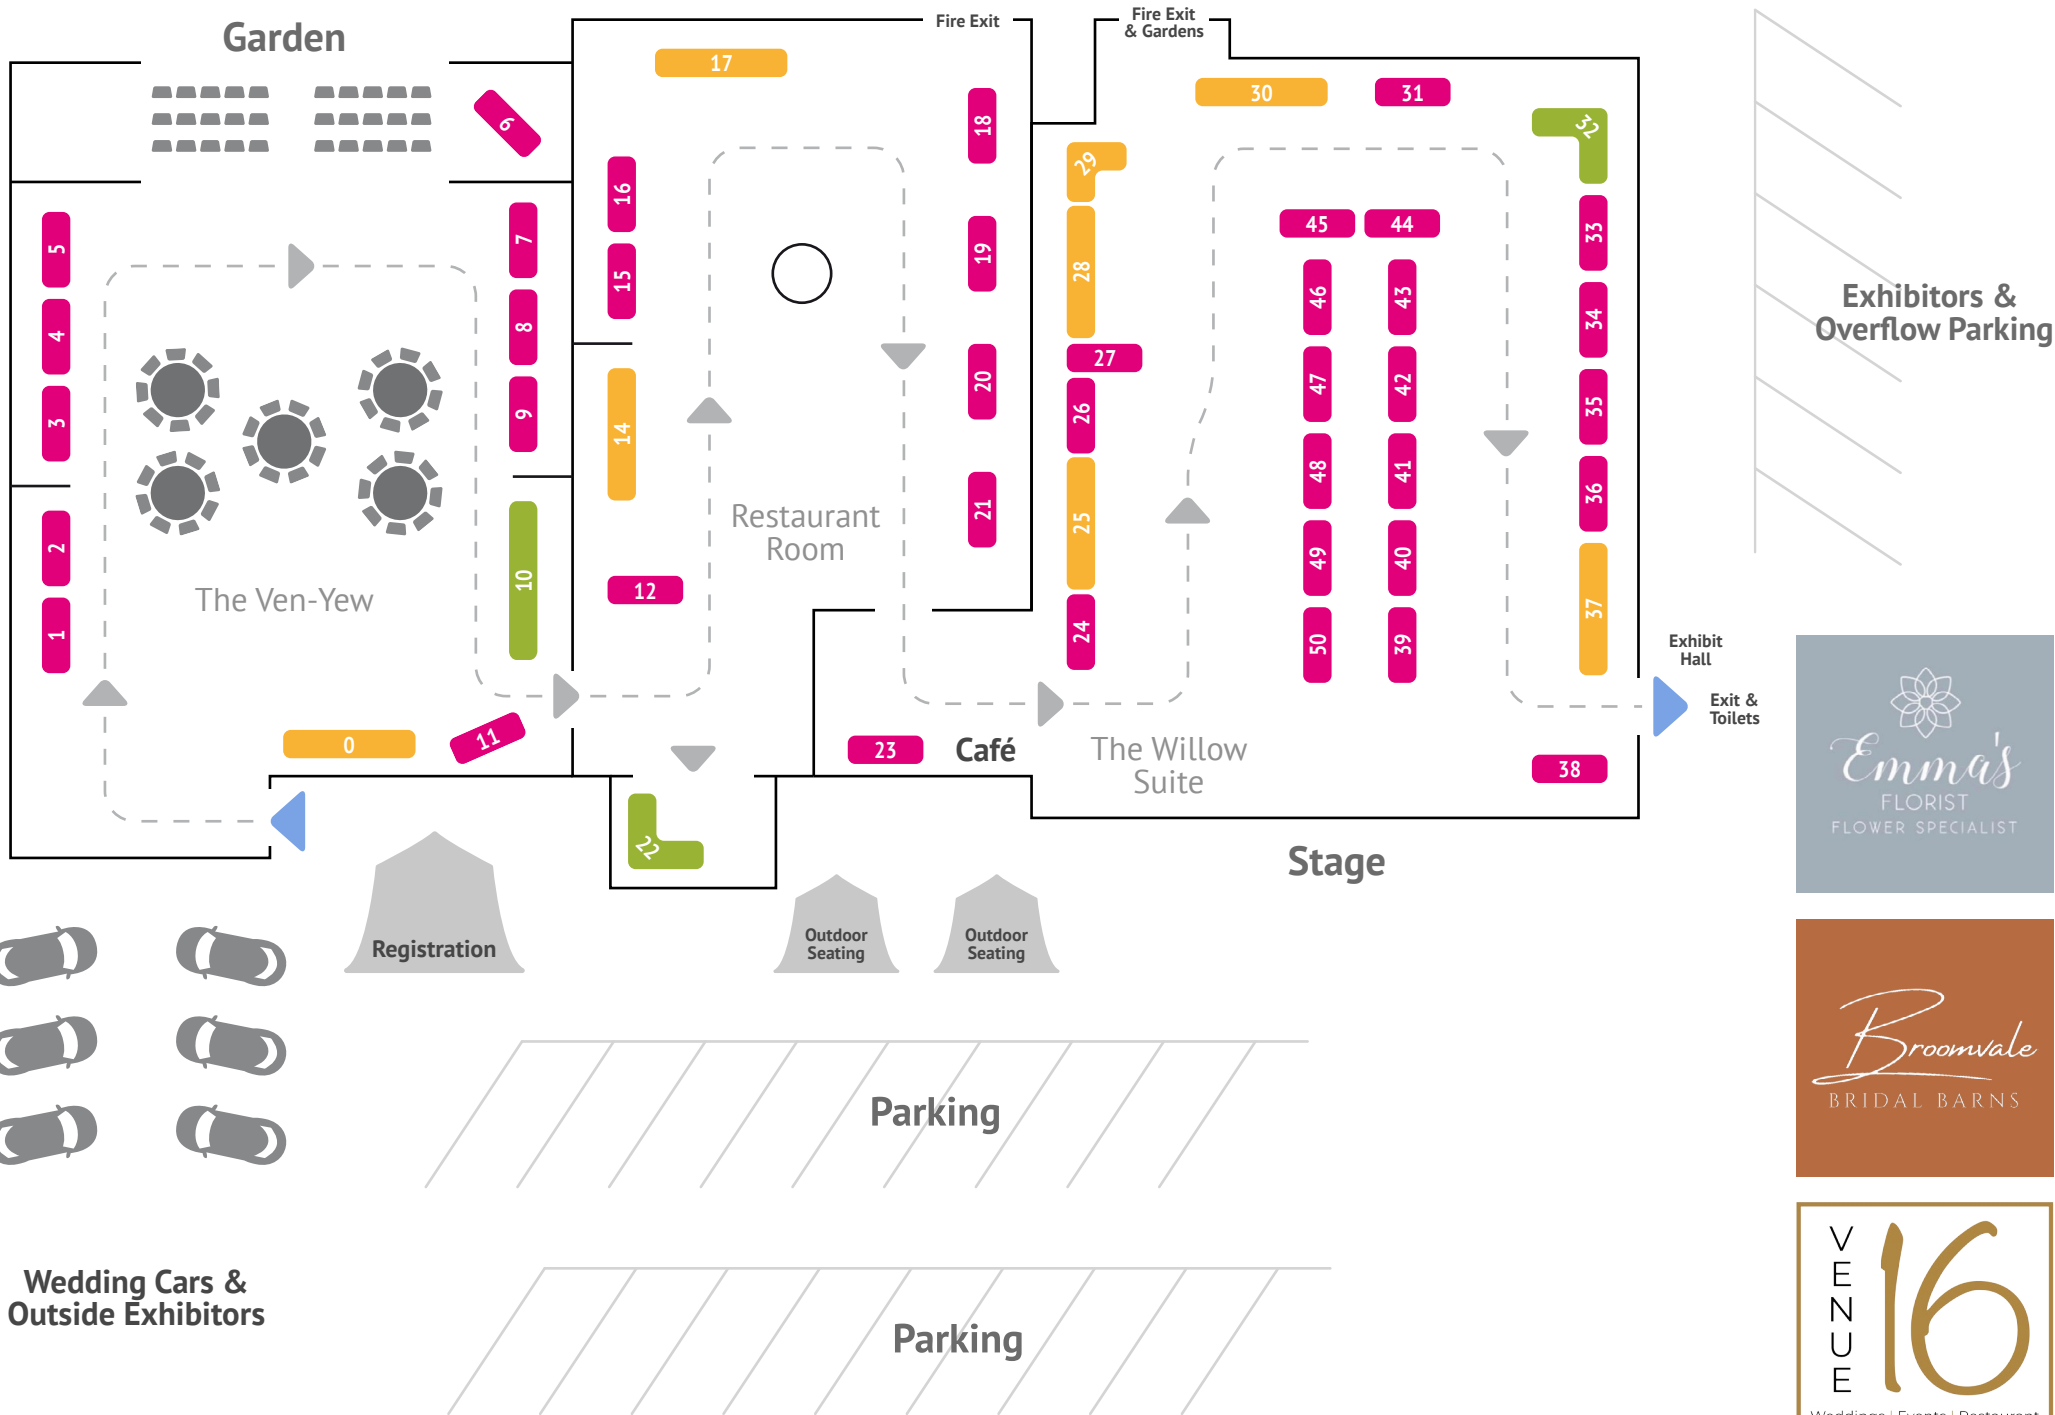 Garden
Fire Exit
Fire Exit
& Gardens
17
30
31
6
18
32
29
16
5
7
19
45
44
33
15
28
46
43
4
8
34
Exhibitors &
Overflow Parking
27
20
47
42
3
9
14
26
35
48
41
36
21
25
Restaurant
Room
2
10
49
40
12
The Ven-Yew
37
1
24
50
39
Exhibit
Hall
Exit &
Toilets
0
11
23
Café
The Willow
Suite
38
22
Stage
Registration
Outdoor
Seating
Outdoor
Seating
Emma's
FLORIST
FLOWER SPECIALIST
Broomvale
BRIDAL BARNS
Parking
Wedding Cars &
Outside Exhibitors
Parking
VENUE
16
Weddings | Events | Restaurant